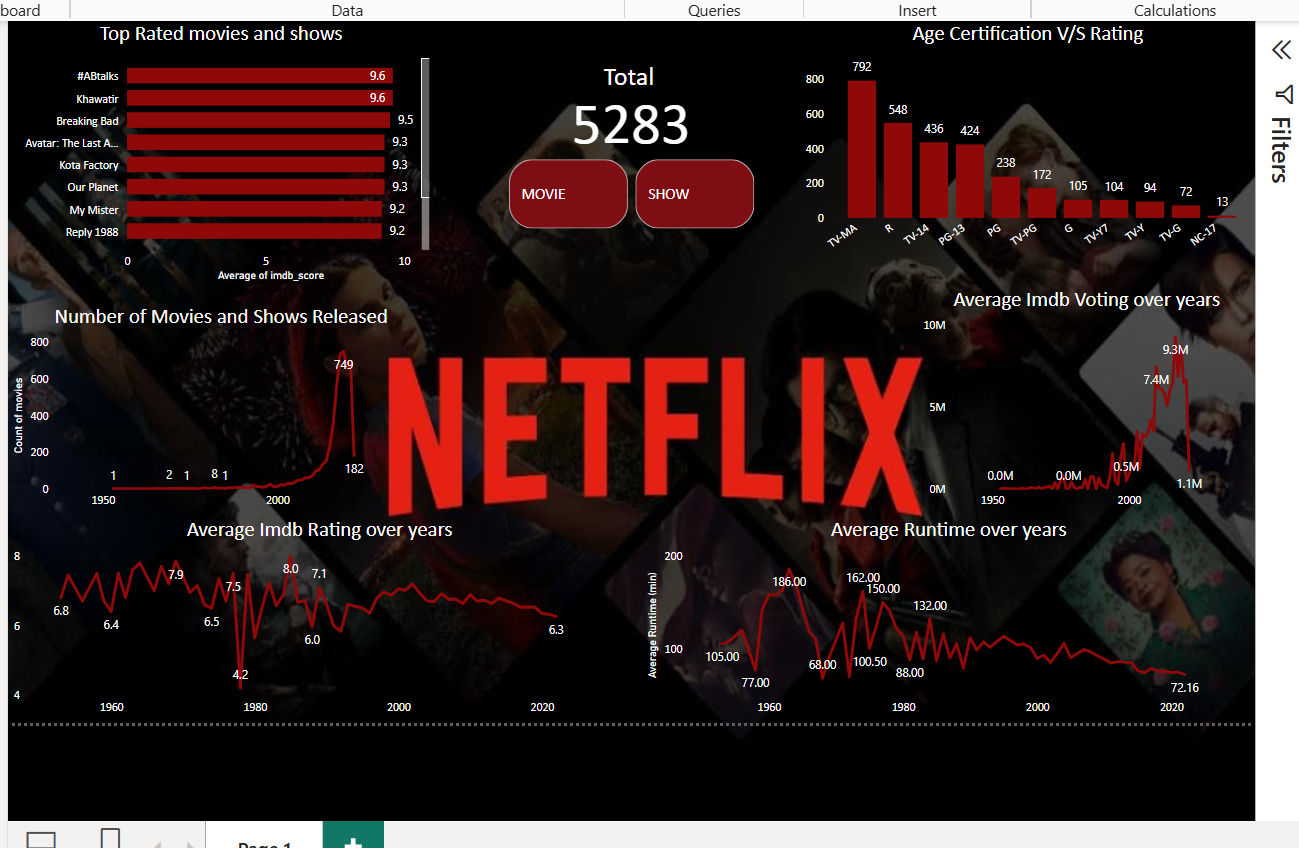 board Data Queries Insert Calculations
Top Rated movies and shows
#ABtalks 9.6
Khawatir 9.6
Breaking Bad 9.5
Avatar: The Last A... 9.3
Kota Factory 9.3
Our Planet 9.3
My Mister 9.2
Reply 1988 9.2
0 5 10
Average of imdb_score
Total
5283
MOVIE SHOW
Age Certification V/S Rating
800
600
400
200
0
792 548 436 424 238 172 105 104 94 72 13
TV-MA R TV-14 PG-13 PG TV-PG G TV-Y7 TV-Y TV-G NC-17
Filters
Number of Movies and Shows Released
Count of movies
800
600
400
200
0
1 2 1 8 1 749 182
1950 2000
NETFLIX
Average Imdb Voting over years
10M
5M
0M
0.0M 0.0M 0.5M 7.4M 9.3M 1.1M
1950 2000
Average Imdb Rating over years
8
6
4
6.8 6.4 7.9 6.5 7.5 4.2 8.0 6.0 7.1 6.3
1960 1980 2000 2020
Average Runtime over years
Average Runtime (min)
200
100
105.00 77.00 186.00 68.00 162.00 100.50 150.00 88.00 132.00 72.16
1960 1980 2000 2020
Page 1